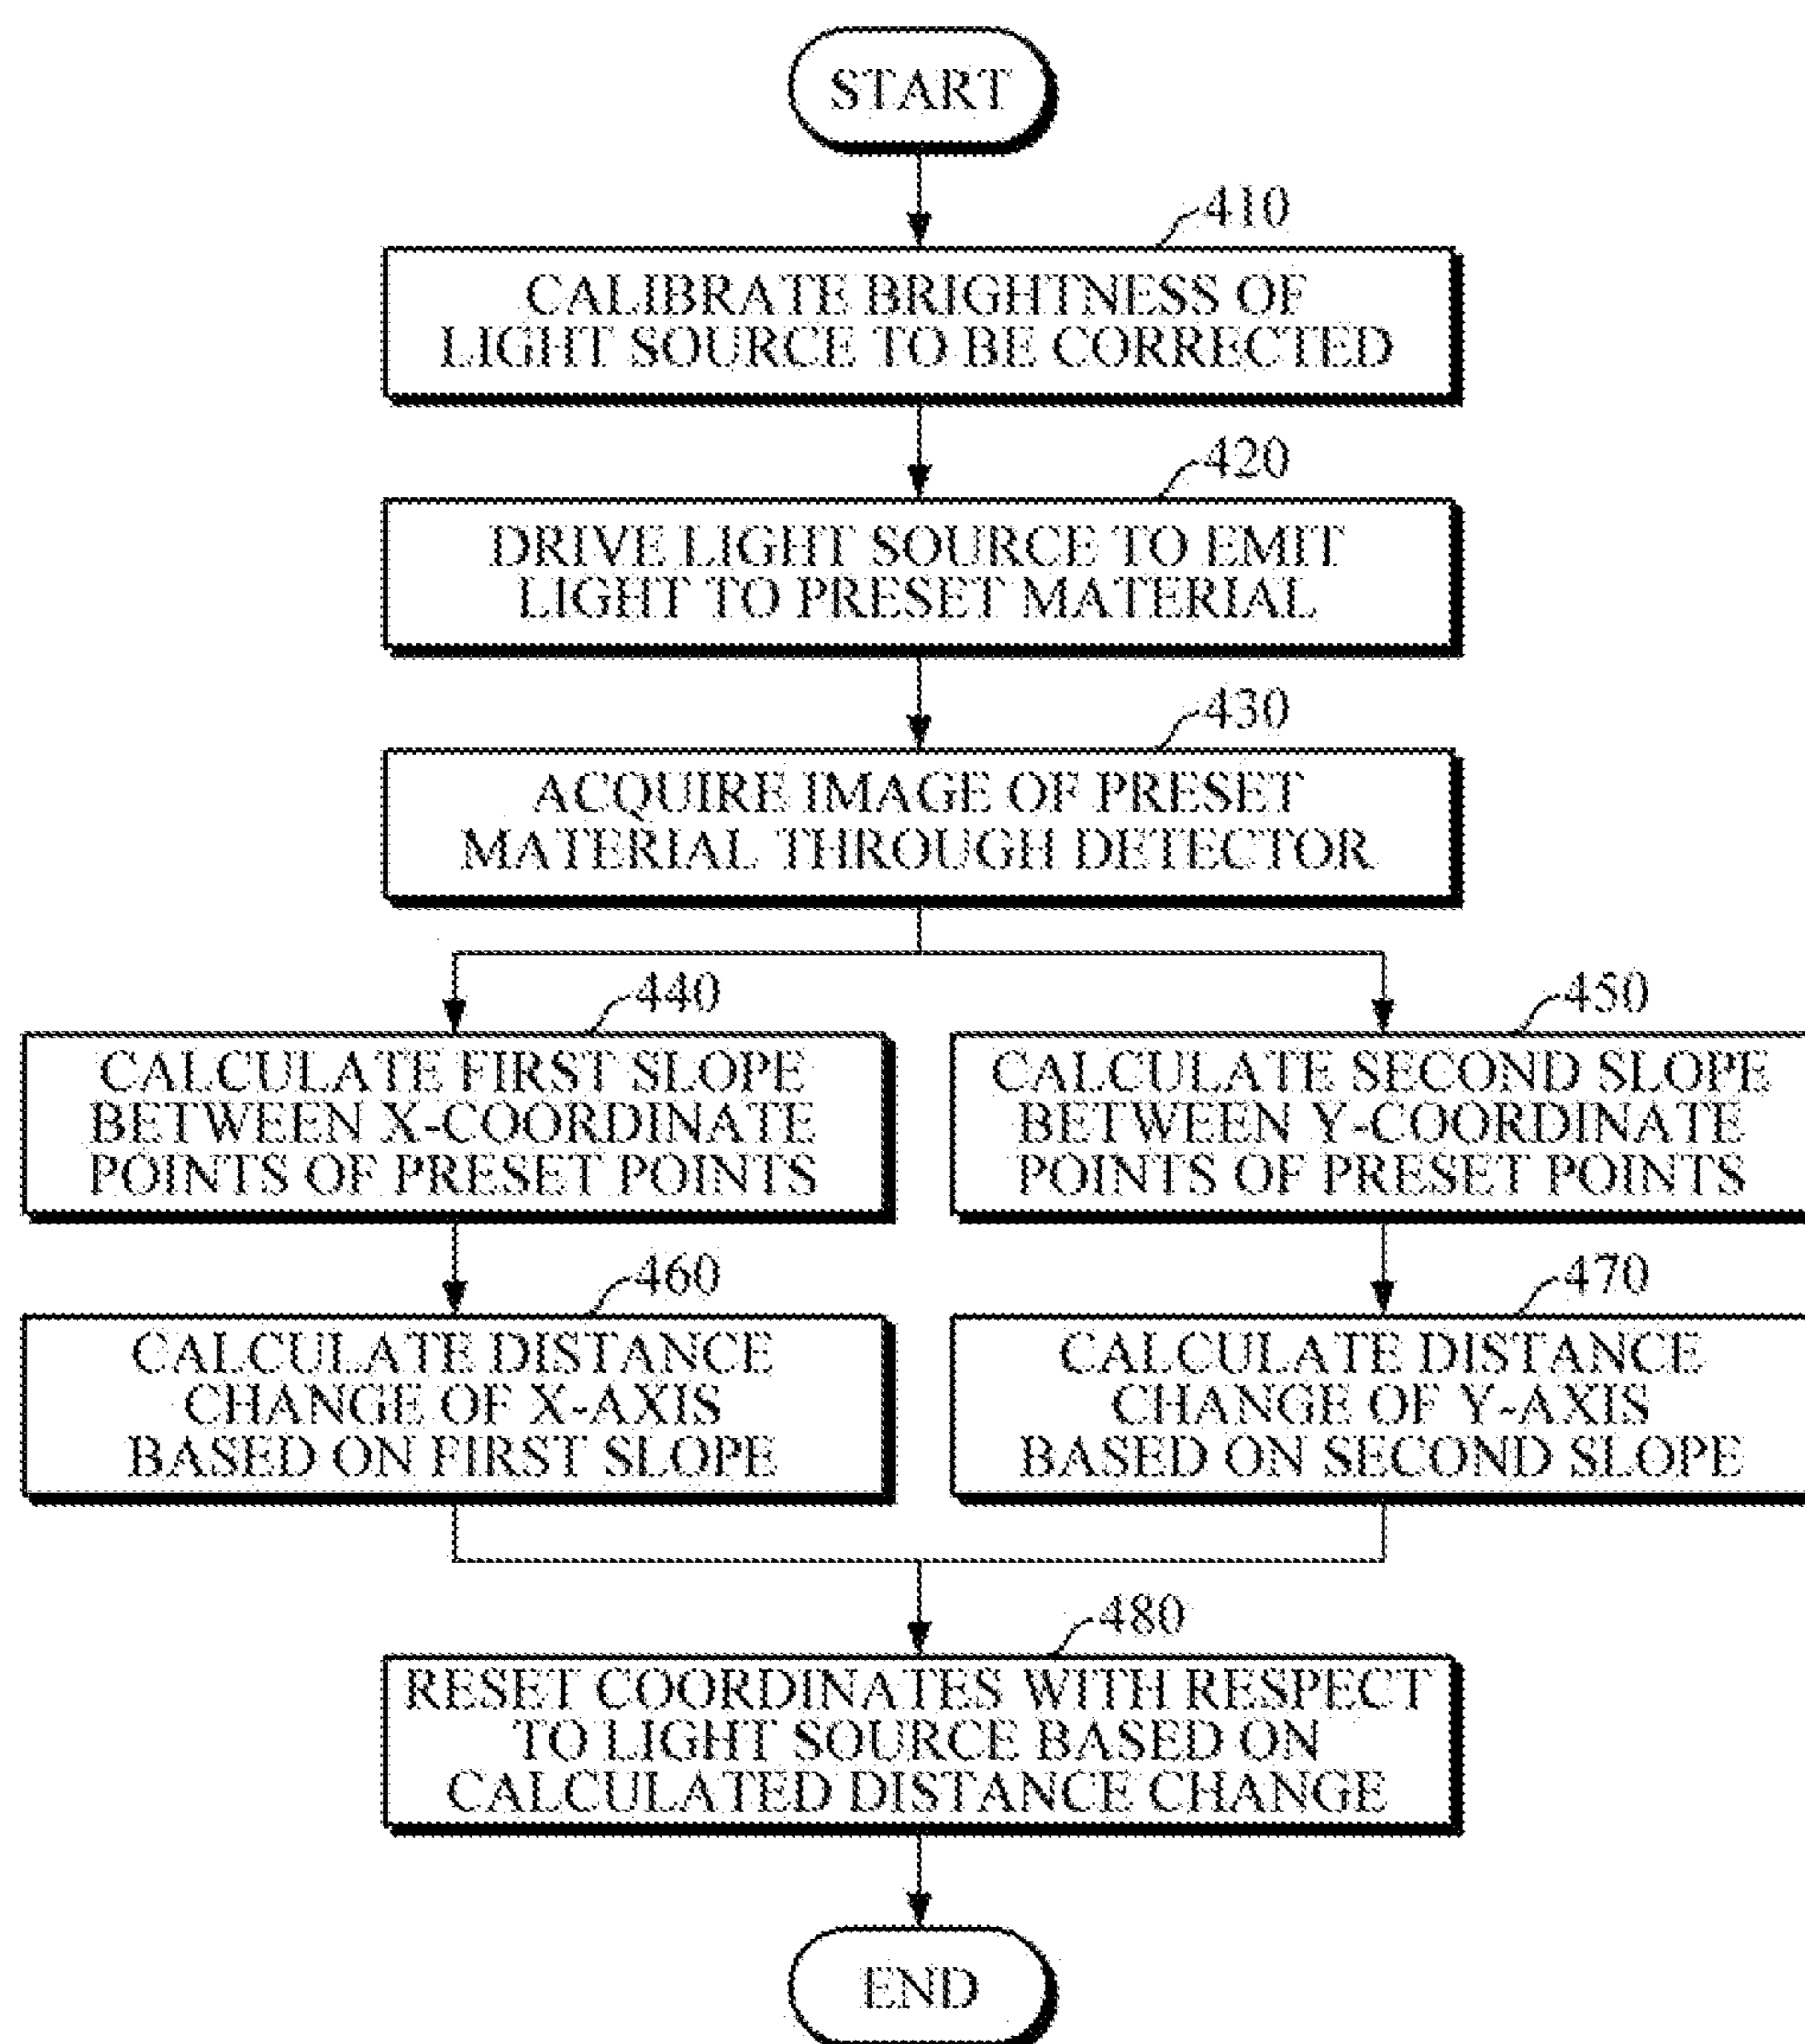 START
410
CALIBRATE BRIGHTNESS OF
LIGHT SOURCE TO BE CORRECTED
420
DRIVE LIGHT SOURCE TO EMIT
LIGHT TO PRESET MATERIAL
430
ACQUIRE IMAGE OF PRESET
MATERIAL THROUGH DETECTOR
440
CALCULATE FIRST SLOPE
BETWEEN X-COORDINATE
POINTS OF PRESET POINTS
450
CALCULATE SECOND SLOPE
BETWEEN Y-COORDINATE
POINTS OF PRESET POINTS
460
CALCULATE DISTANCE
CHANGE OF X-AXIS
BASED ON FIRST SLOPE
470
CALCULATE DISTANCE
CHANGE OF Y-AXIS
BASED ON SECOND SLOPE
480
RESET COORDINATES WITH RESPECT
TO LIGHT SOURCE BASED ON
CALCULATED DISTANCE CHANGE
END